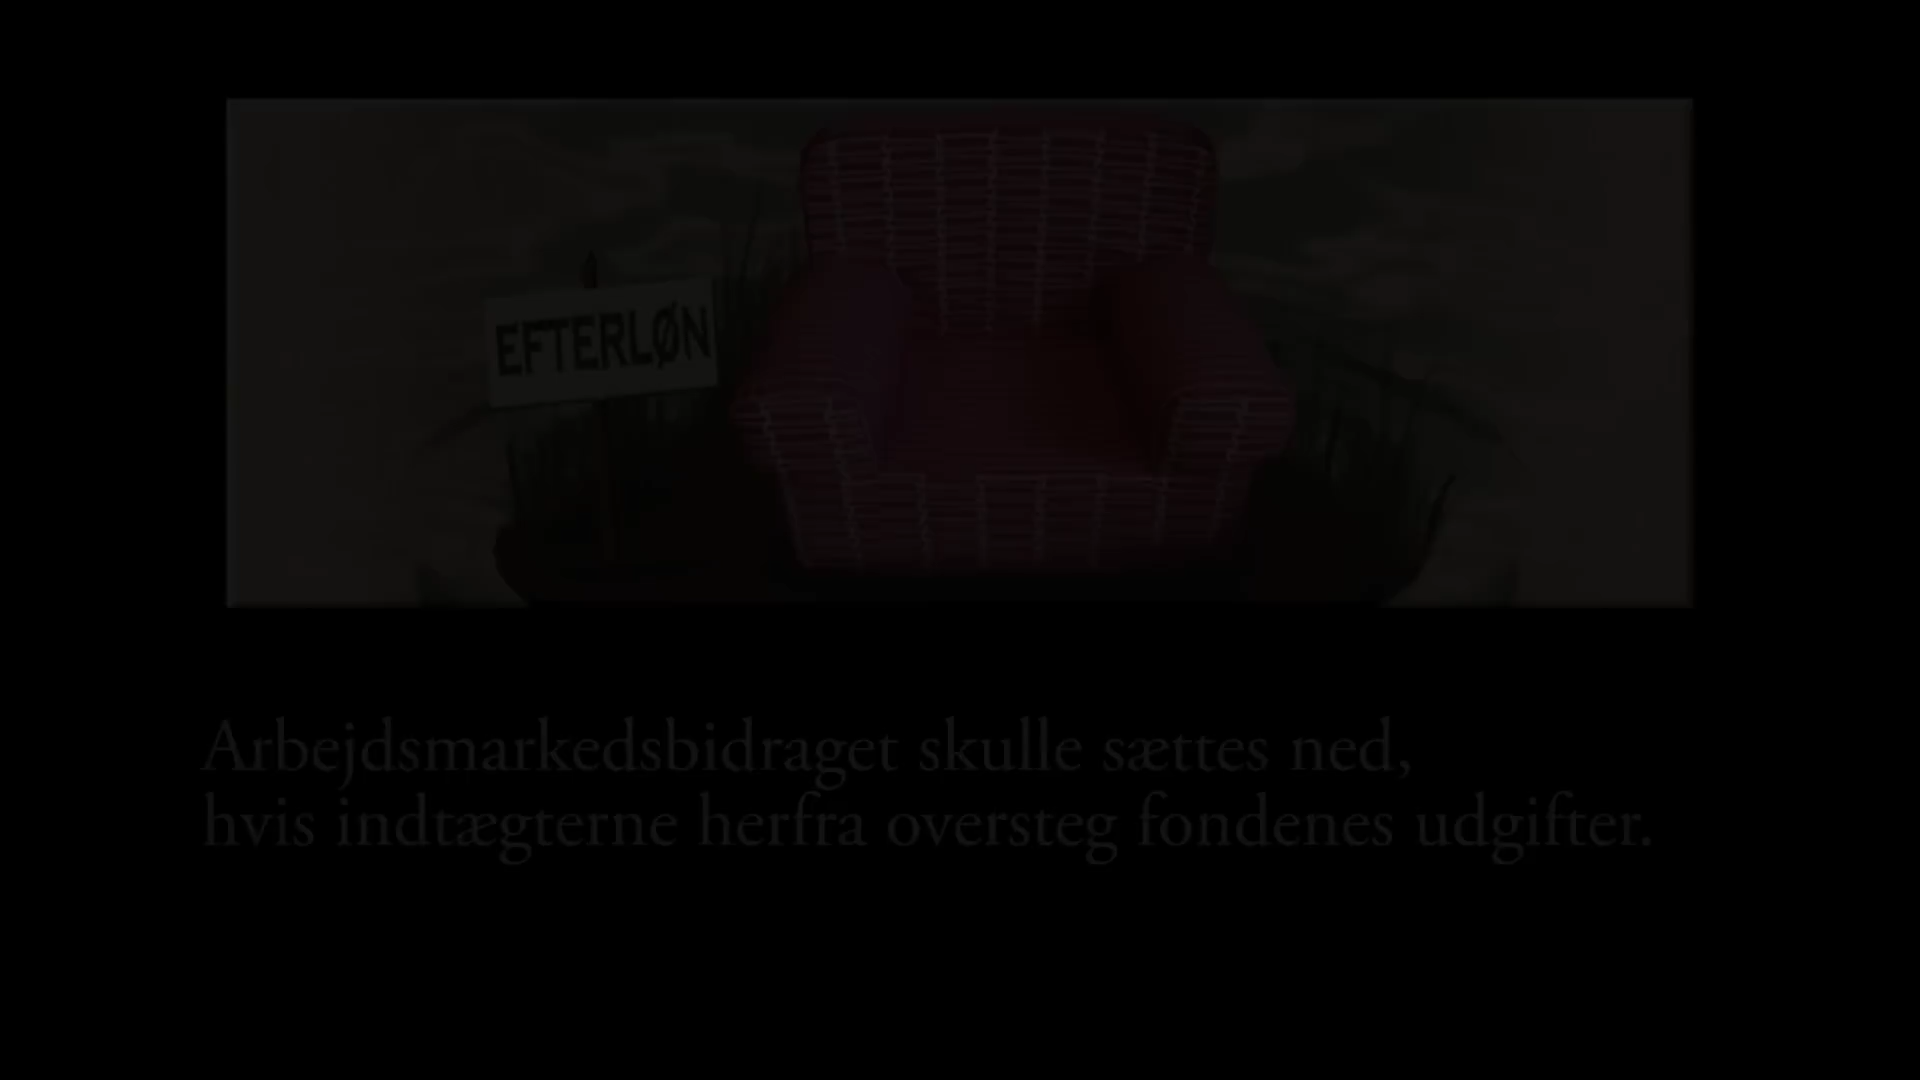 EFTERLØN
Arbejdsmarkedsbidraget skulle sættes ned,
hvis indtægterne herfra oversteg fondenes udgifter.